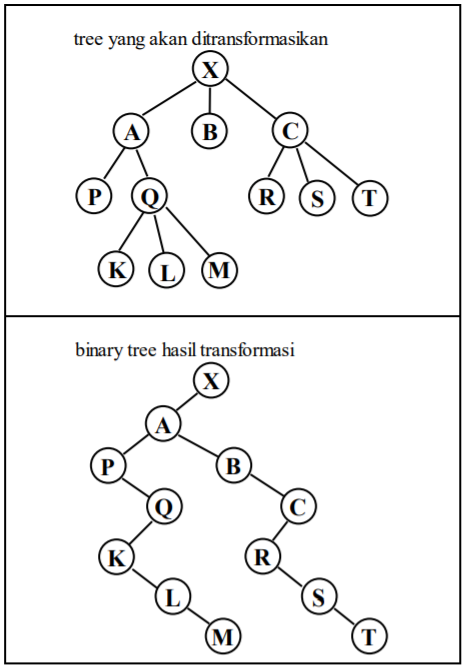 tree yang akan ditransformasikan
X
A B C
P Q R S T
K L M
binary tree hasil transformasi
X
A
P B
Q C
K R
L S
M T